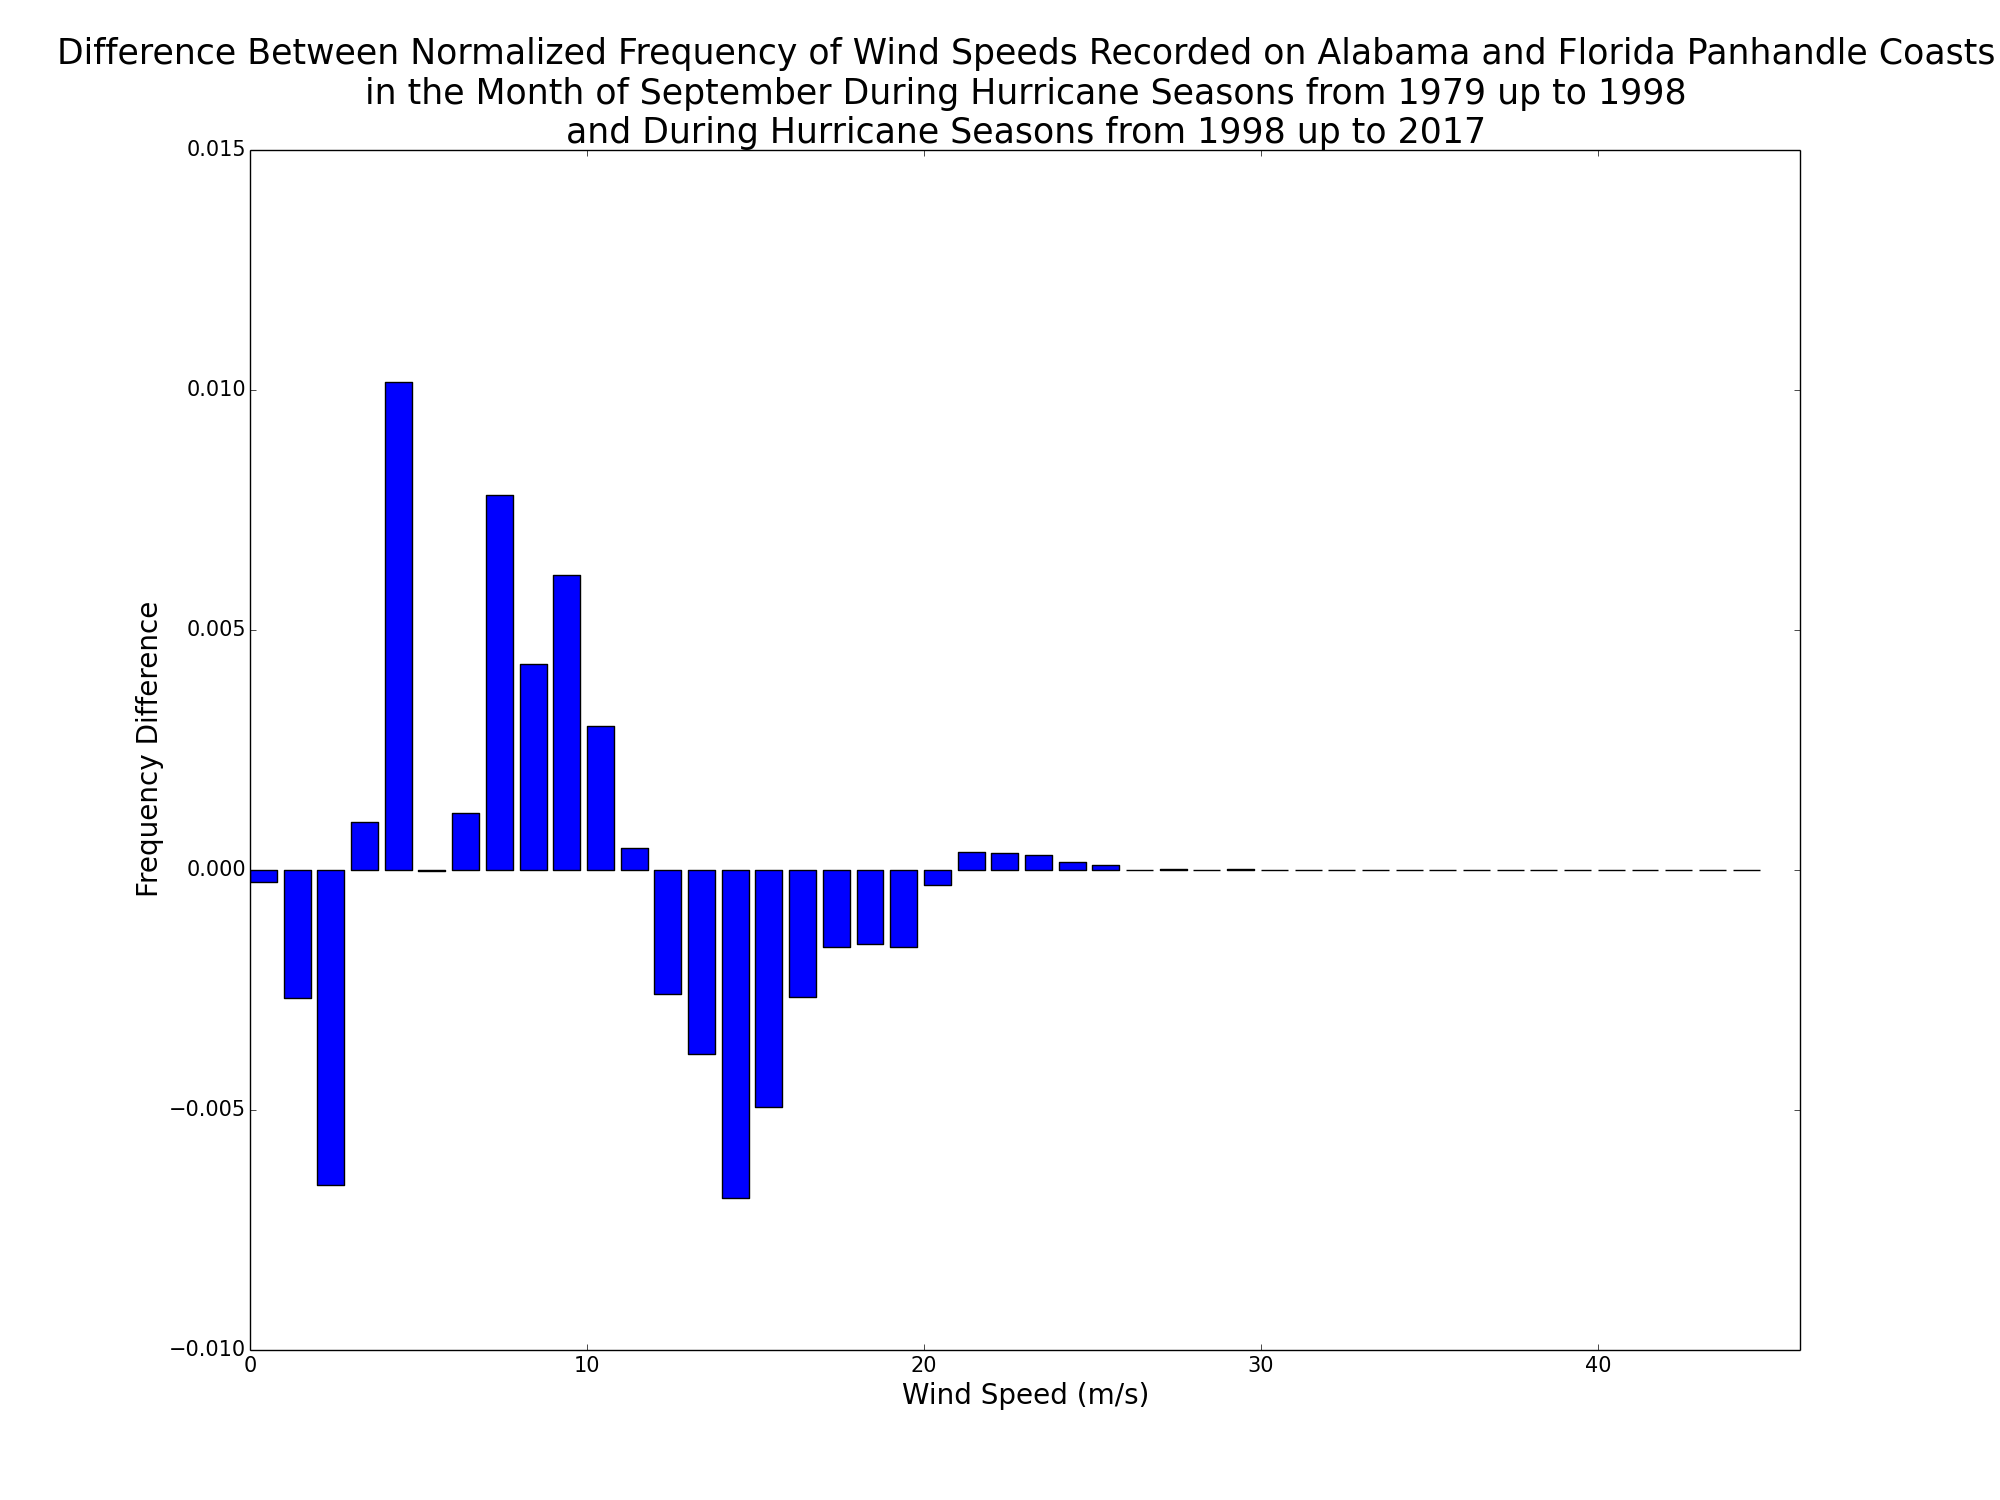 Difference Between Normalized Frequency of Wind Speeds Recorded on Alabama and Florida Panhandle Coasts
in the Month of September During Hurricane Seasons from 1979 up to 1998
and During Hurricane Seasons from 1998 up to 2017
0.015
0.010
0.005
0.000
−0.005
−0.010
Frequency Difference
0 10 20 30 40
Wind Speed (m/s)